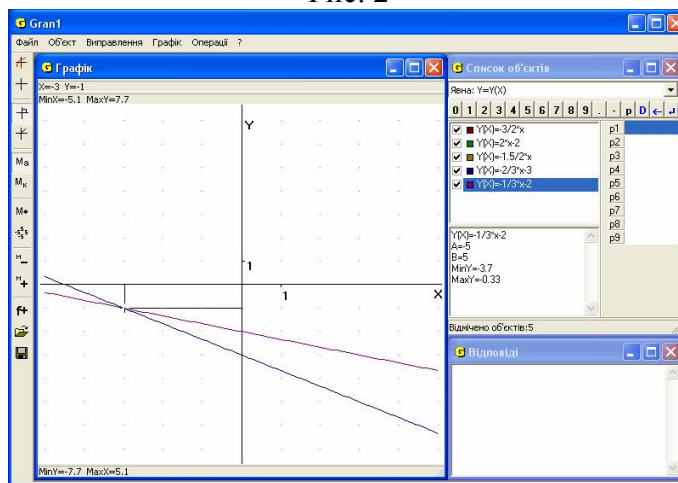 Gran1
Файл Об'єкт Виправлення Графік Операції ?
Графік
X=-3 Y=-1
MinX=-5.1 MaxY=7.7
Y
1
1
X
MinY=-7.7 MaxX=5.1
Ma
Мк
M*
M
M
f+
Список об'єктів
Явна: Y=Y(X)
0 1 2 3 4 5 6 7 8 9 . - p D
Y(X)=-3/2*x
Y(X)=2*x-2
Y(X)=-1.5/2*x
Y(X)=-2/3*x-3
Y(X)=-1/3*x-2
p1
p2
p3
p4
p5
p6
p7
p8
p9
Y(X)=-1/3*x-2
A=-5
B=5
MinY=-3.7
MaxY=-0.33
Відмічено об'єктів:5
Відповіді